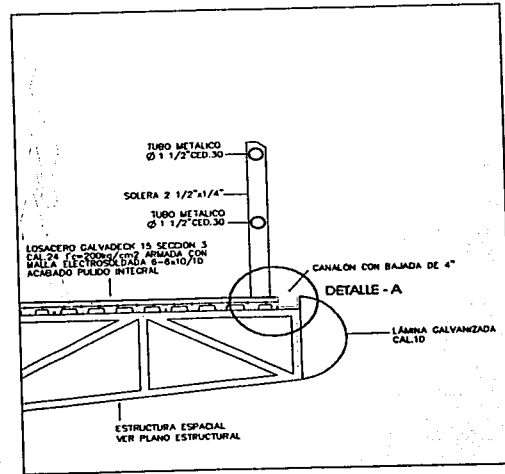 TUBO METALICO
Ø 1 1/2"CED.30
SOLERA 2 1/2"x1/4"
TUBO METALICO
Ø 1 1/2"CED.30
LOSACERO GALVADECK 15 SECCION 3
CAL.24 f'c=200kg/cm2 ARMADA CON
MALLA ELECTROSOLDADA 6-6x10/10
ACABADO PULIDO INTEGRAL
CANALON CON BAJADA DE 4"
DETALLE - A
LÁMINA GALVANIZADA
CAL.10
ESTRUCTURA ESPACIAL
VER PLANO ESTRUCTURAL